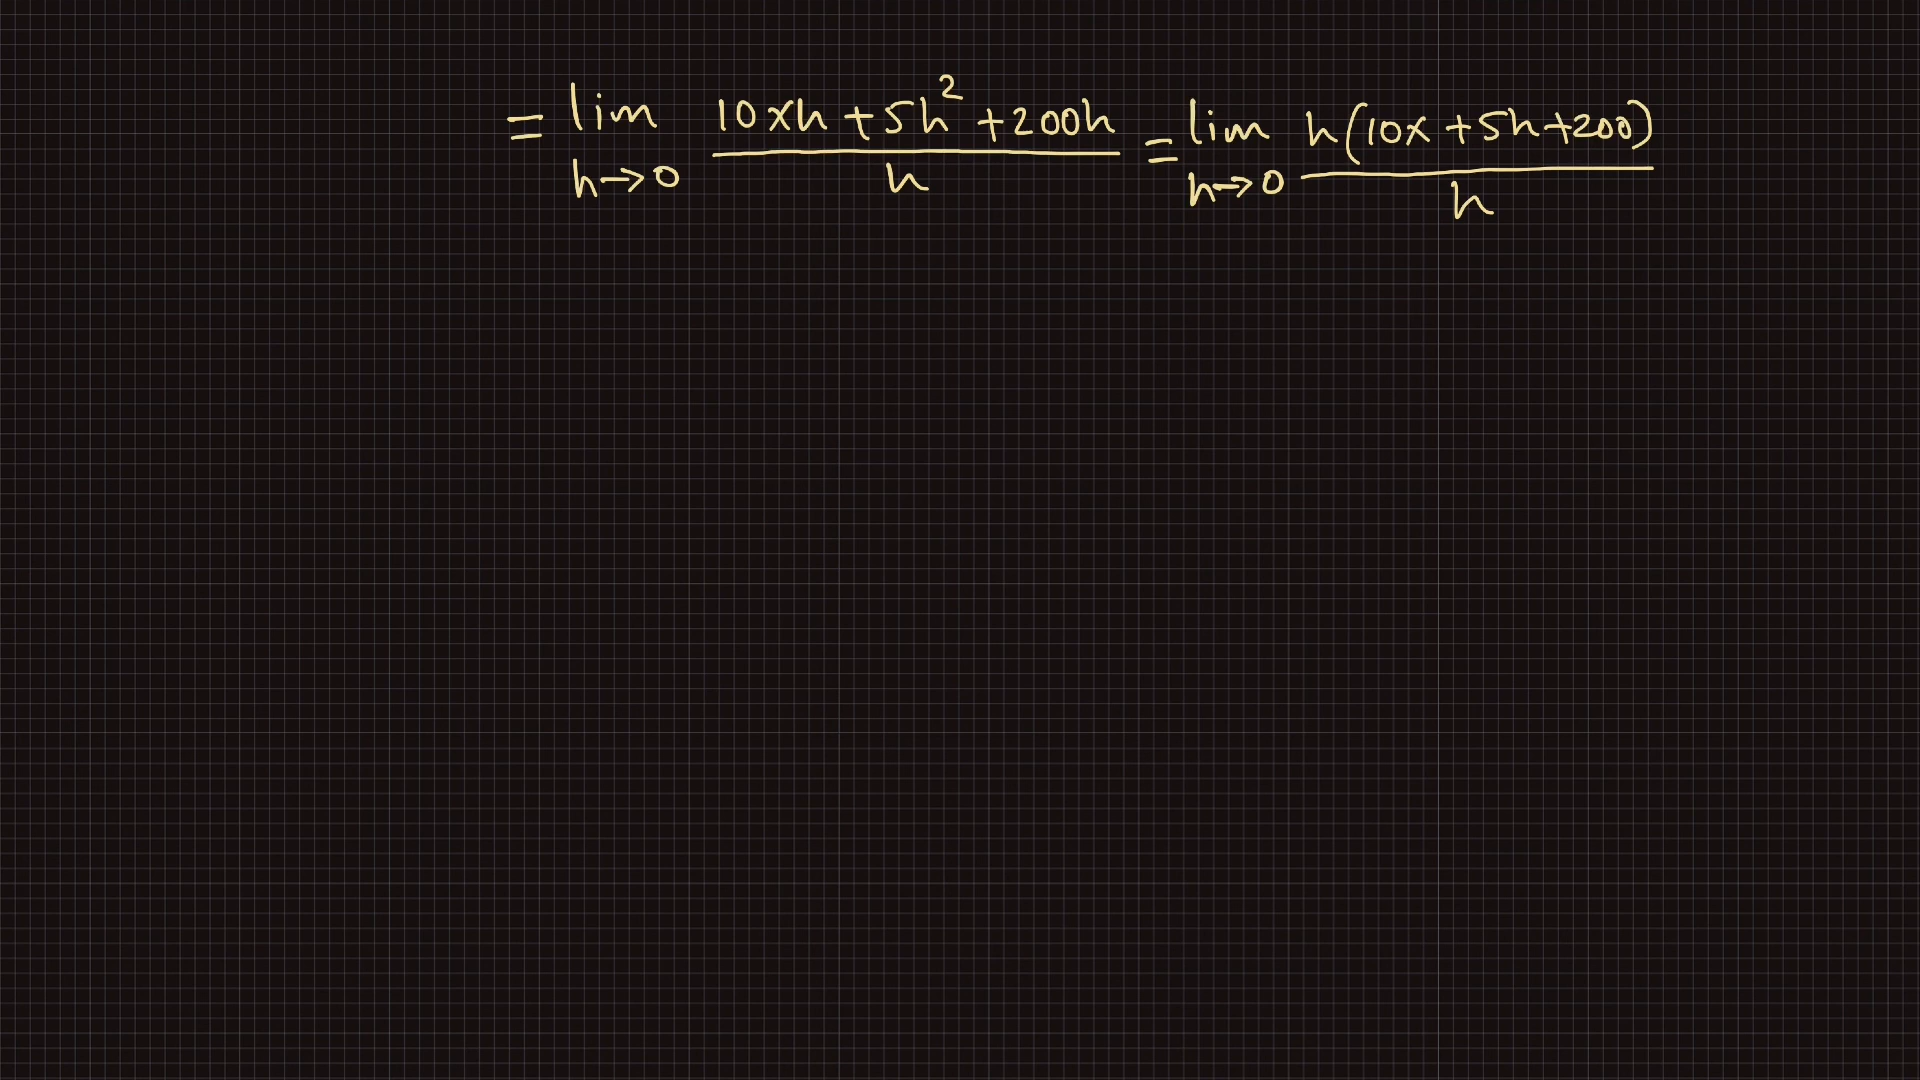 = lim h→0 (10xh + 5h² + 200h) / h = lim h→0 h(10x + 5h + 200) / h